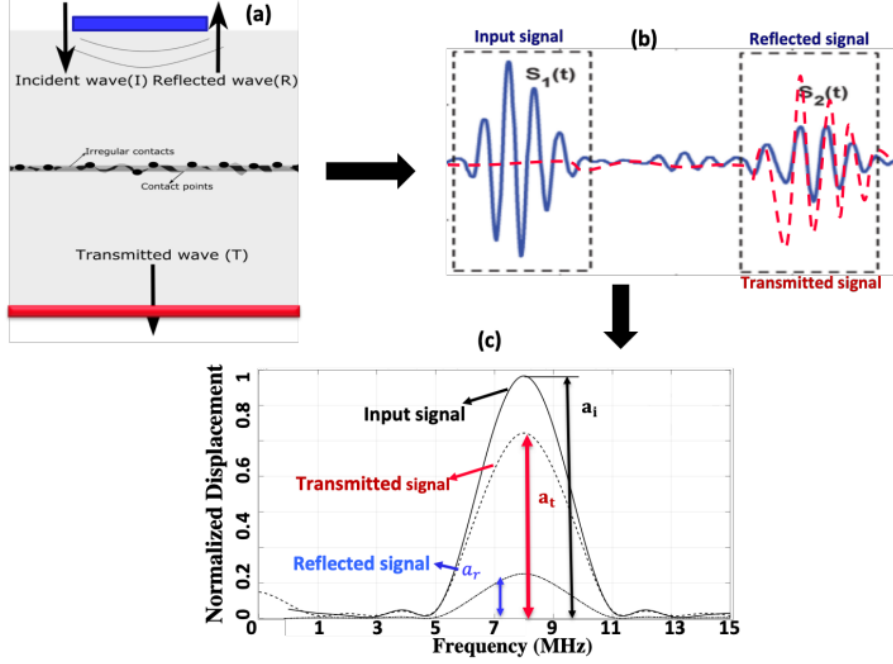 (a)
Incident wave(I) Reflected wave(R)
Irregular contacts
Contact points
Transmitted wave (T)
Input signal
(b)
Reflected signal
S1(t)
S2(t)
Transmitted signal
(c)
Normalized Displacement
1
0.8
0.6
0.4
0.2
0
Input signal
ai
Transmitted signal
at
Reflected signal
ar
0 1 3 5 7 9 11 13 15
Frequency (MHz)